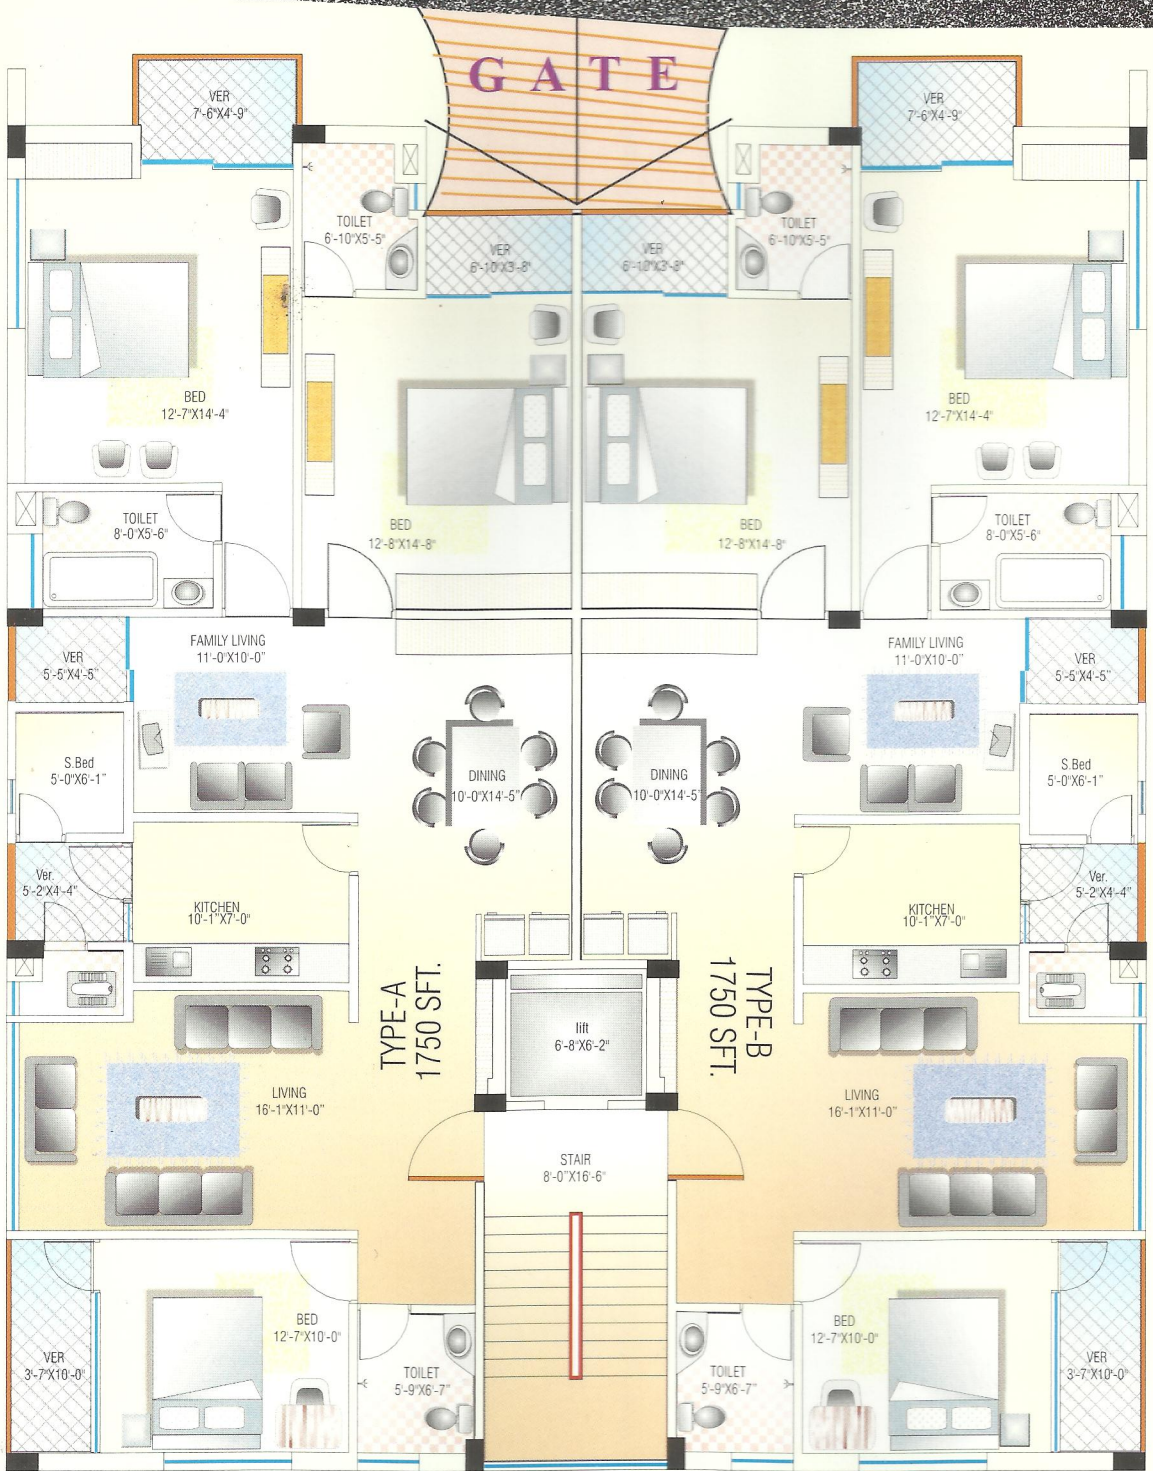 GATE
VER
7'-6"X4'-9"
VER
7'-6"X4'-9"
TOILET
6'-10"X5'-5"
VER
6'-10"X3'-8"
VER
6'-10"X3'-8"
TOILET
6'-10"X5'-5"
BED
12'-7"X14'-4"
BED
12'-7"X14'-4"
BED
12'-8"X14'-8"
BED
12'-8"X14'-8"
TOILET
8'-0"X5'-6"
TOILET
8'-0"X5'-6"
FAMILY LIVING
11'-0"X10'-0"
FAMILY LIVING
11'-0"X10'-0"
VER
5'-5"X4'-5"
VER
5'-5"X4'-5"
S.Bed
5'-0"X6'-1"
DINING
10'-0"X14'-5"
DINING
10'-0"X14'-5"
S.Bed
5'-0"X6'-1"
Ver.
5'-2"X4'-4"
Ver.
5'-2"X4'-4"
KITCHEN
10'-1"X7'-0"
KITCHEN
10'-1"X7'-0"
TYPE-A
1750 SFT.
lift
6'-8"X6'-2"
TYPE-B
1750 SFT.
LIVING
16'-1"X11'-0"
LIVING
16'-1"X11'-0"
STAIR
8'-0"X16'-6"
VER
3'-7"X10'-0"
BED
12'-7"X10'-0"
TOILET
5'-9"X6'-7"
TOILET
5'-9"X6'-7"
BED
12'-7"X10'-0"
VER
3'-7"X10'-0"